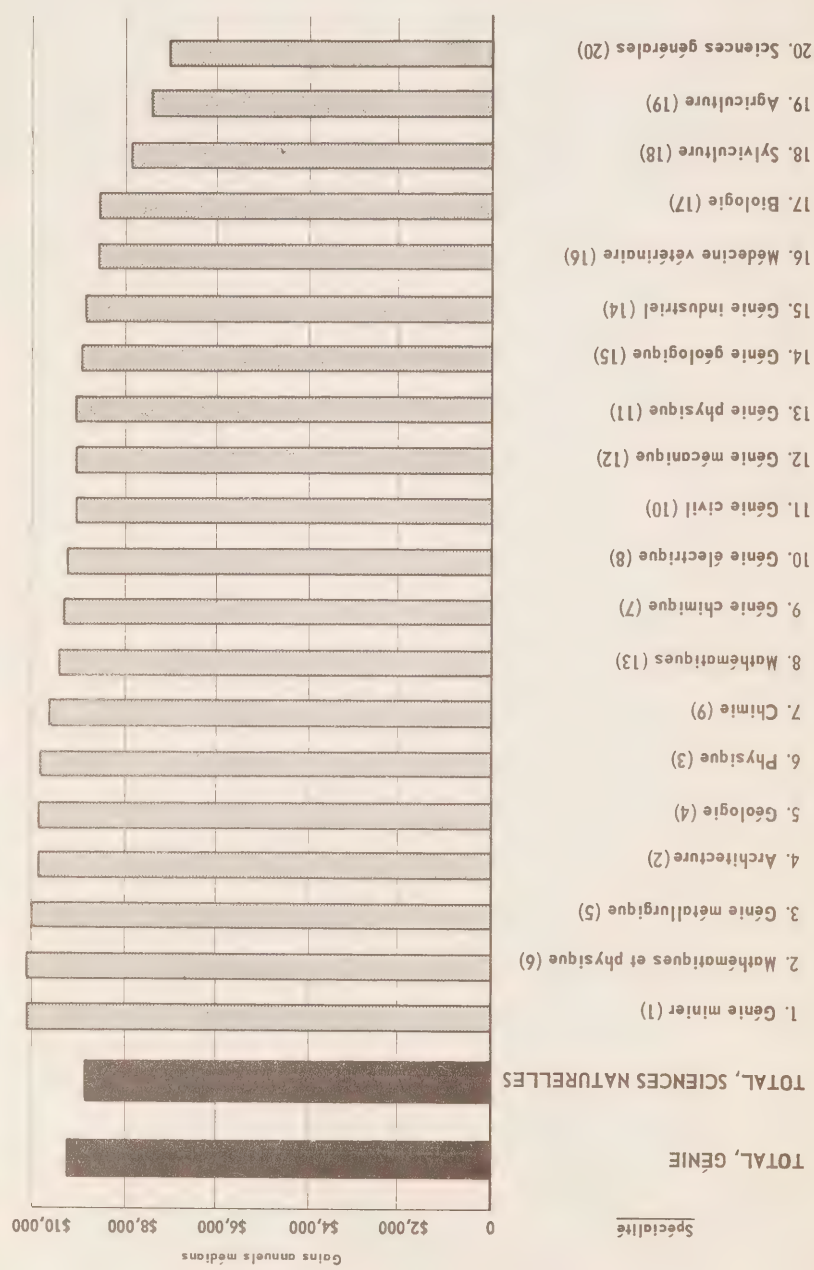 Gains annuels médians
Spécialité
0 $2,000 $4,000 $6,000 $8,000 $10,000
TOTAL, GÉNIE
TOTAL, SCIENCES NATURELLES
1. Génie minier (1)
2. Mathématiques et physique (6)
3. Génie métallurgique (5)
4. Architecture (2)
5. Géologie (4)
6. Physique (3)
7. Chimie (9)
8. Mathématiques (13)
9. Génie chimique (7)
10. Génie électrique (8)
11. Génie civil (10)
12. Génie mécanique (12)
13. Génie physique (11)
14. Génie géologique (15)
15. Génie industriel (14)
16. Médecine vétérinaire (16)
17. Biologie (17)
18. Sylviculture (18)
19. Agriculture (19)
20. Sciences générales (20)